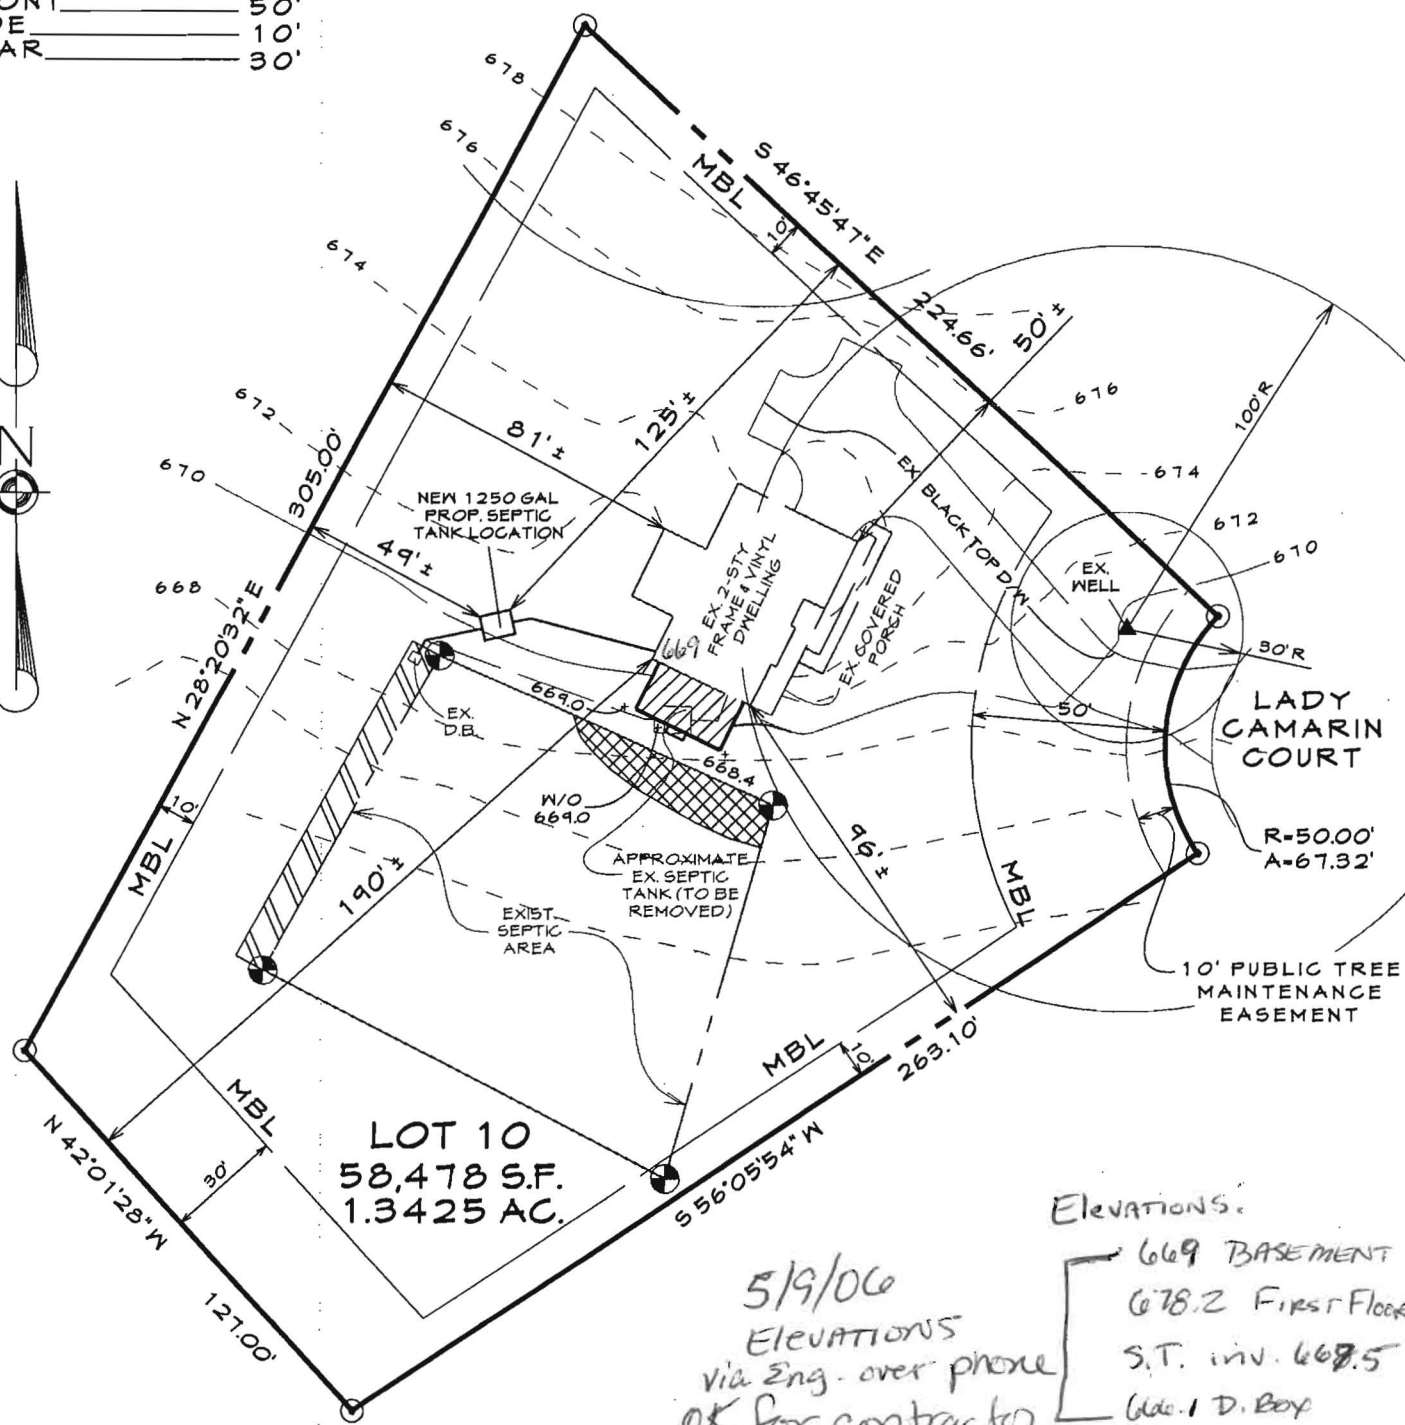 50'
10'
30'
678
676
674
672
670
668
N
S 46°45'47" E
224.66'
MBL
10'
50'±
125'±
81'±
49'±
305.00'
N 28°20'32" E
NEW 1250 GAL
PROP. SEPTIC
TANK LOCATION
676
674
672
670
100'R
EX. BLACK TOP D/W
EX.
WELL
30'R
EX. 2-STY
FRAME & VINYL
DWELLING
669
EX. COVERED
PORCH
LADY
CAMARIN
COURT
50'
R=50.00'
A=67.32'
EX.
D.B.
669.0
668.4
W/O
669.0
APPROXIMATE
EX. SEPTIC
TANK (TO BE
REMOVED)
96'±
190'±
EXIST.
SEPTIC
AREA
10'
MBL
MBL
10' PUBLIC TREE
MAINTENANCE
EASEMENT
MBL
10'
263.10'
S 56°05'54" W
MBL
30'
N 42°01'28" W
127.00'
LOT 10
58,478 S.F.
1.3425 AC.
Elevations:
669 BASEMENT
678.2 First Floor
S.T. inv.
666.1 D. Box
5/9/06
Elevations
via Eng. over phone
OK for contractor